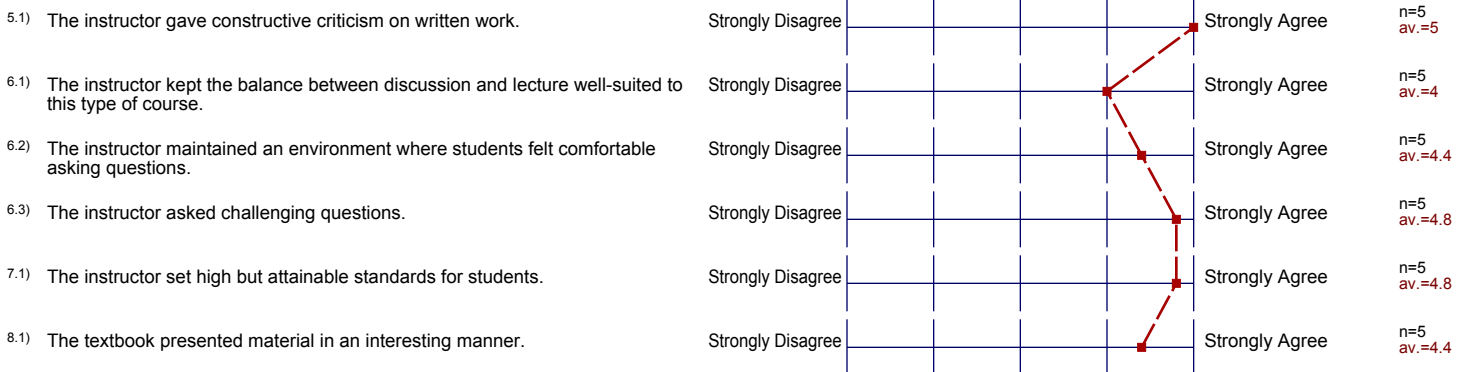 5.1) The instructor gave constructive criticism on written work. Strongly Disagree Strongly Agree n=5
av.=5
6.1) The instructor kept the balance between discussion and lecture well-suited to Strongly Disagree Strongly Agree n=5
this type of course. av.=4
6.2) The instructor maintained an environment where students felt comfortable Strongly Disagree Strongly Agree n=5
asking questions. av.=4.4
6.3) The instructor asked challenging questions. Strongly Disagree Strongly Agree n=5
av.=4.8
7.1) The instructor set high but attainable standards for students. Strongly Disagree Strongly Agree n=5
av.=4.8
8.1) The textbook presented material in an interesting manner. Strongly Disagree Strongly Agree n=5
av.=4.4